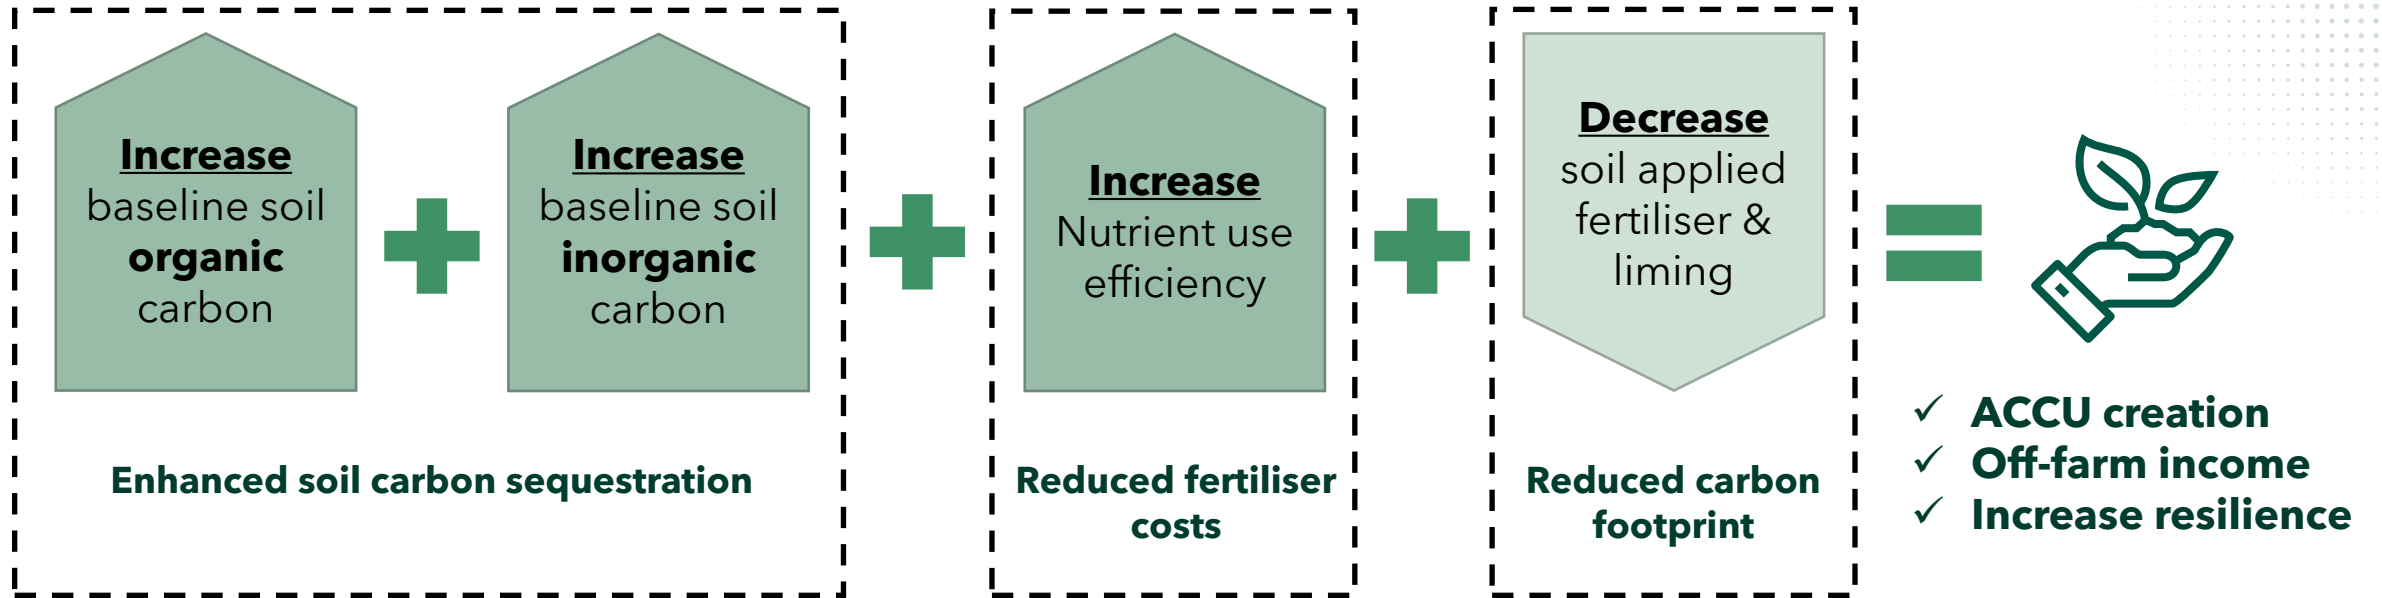 Increase
baseline soil
organic
carbon
Increase
baseline soil
inorganic
carbon
Enhanced soil carbon sequestration
Increase
Nutrient use
efficiency
Reduced fertiliser
costs
Decrease
soil applied
fertiliser &
liming
Reduced carbon
footprint
✓ ACCU creation
✓ Off-farm income
✓ Increase resilience